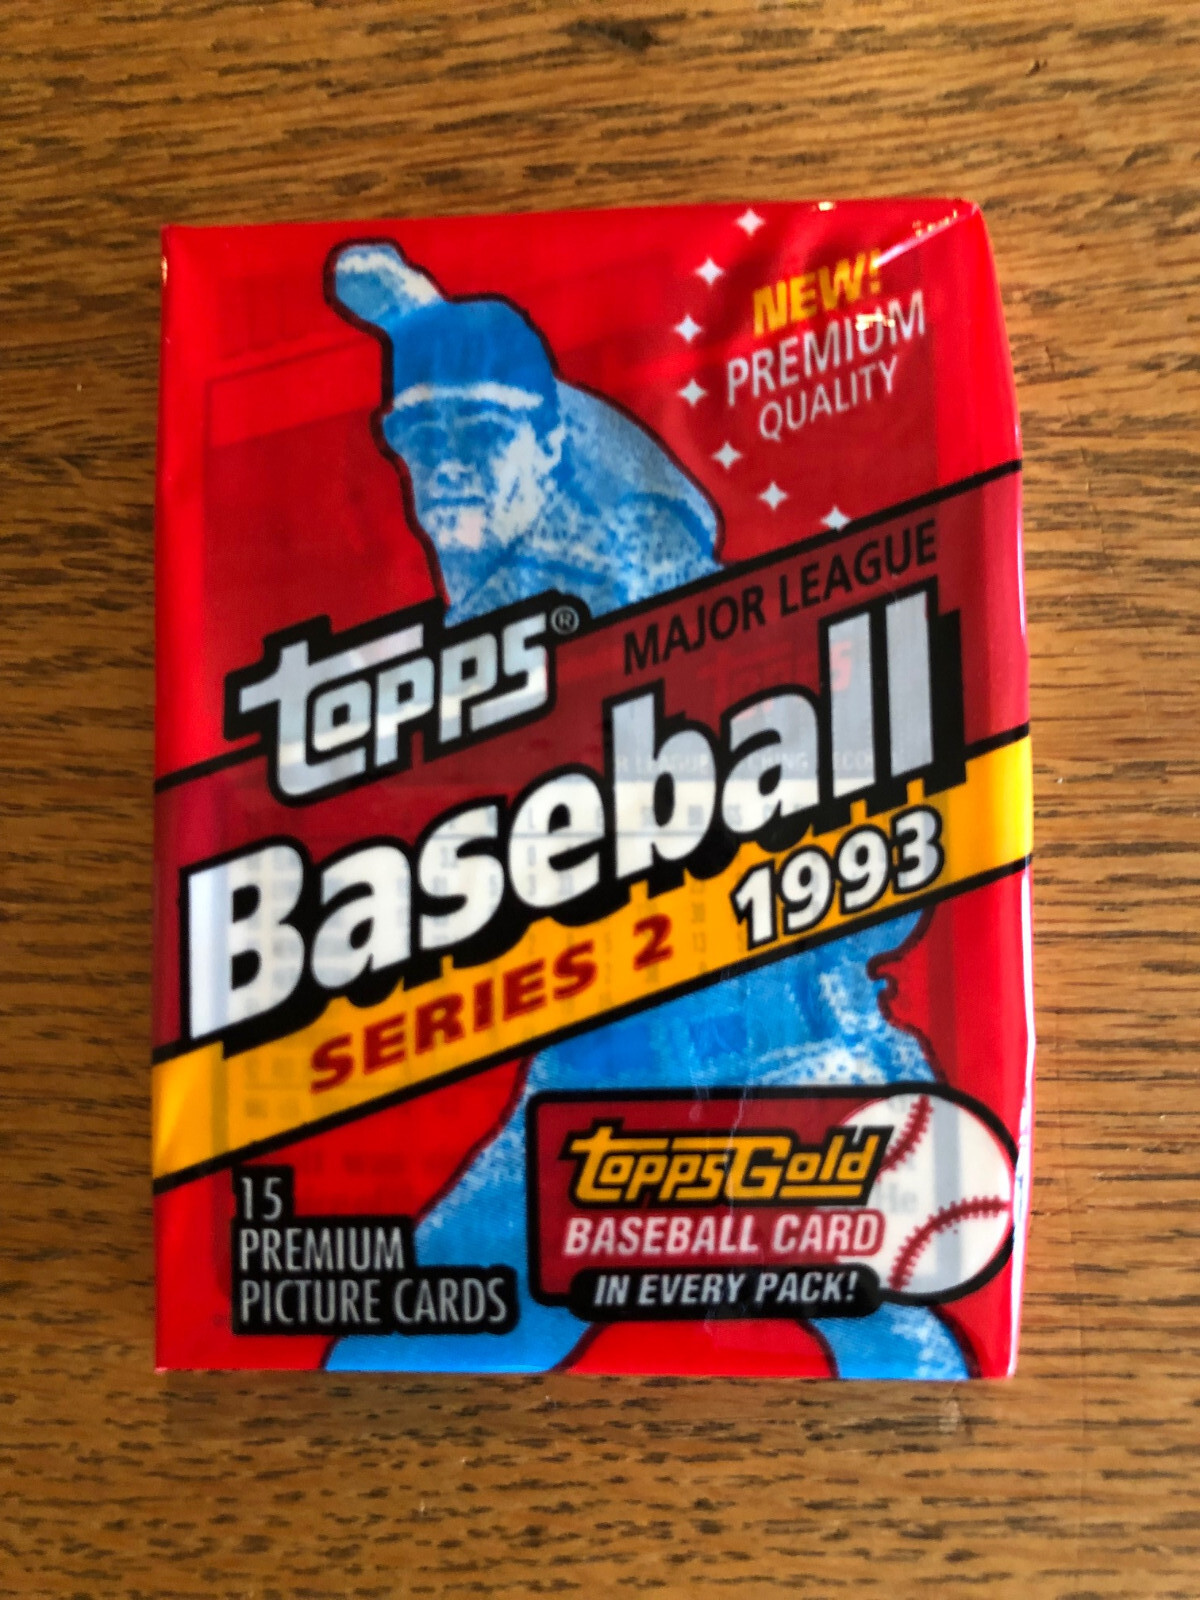 NEW!
PREMIUM
QUALITY
MAJOR LEAGUE
Topps®
Baseball
SERIES 2 1993
15
PREMIUM
PICTURE CARDS
ToppsGold
BASEBALL CARD
IN EVERY PACK!